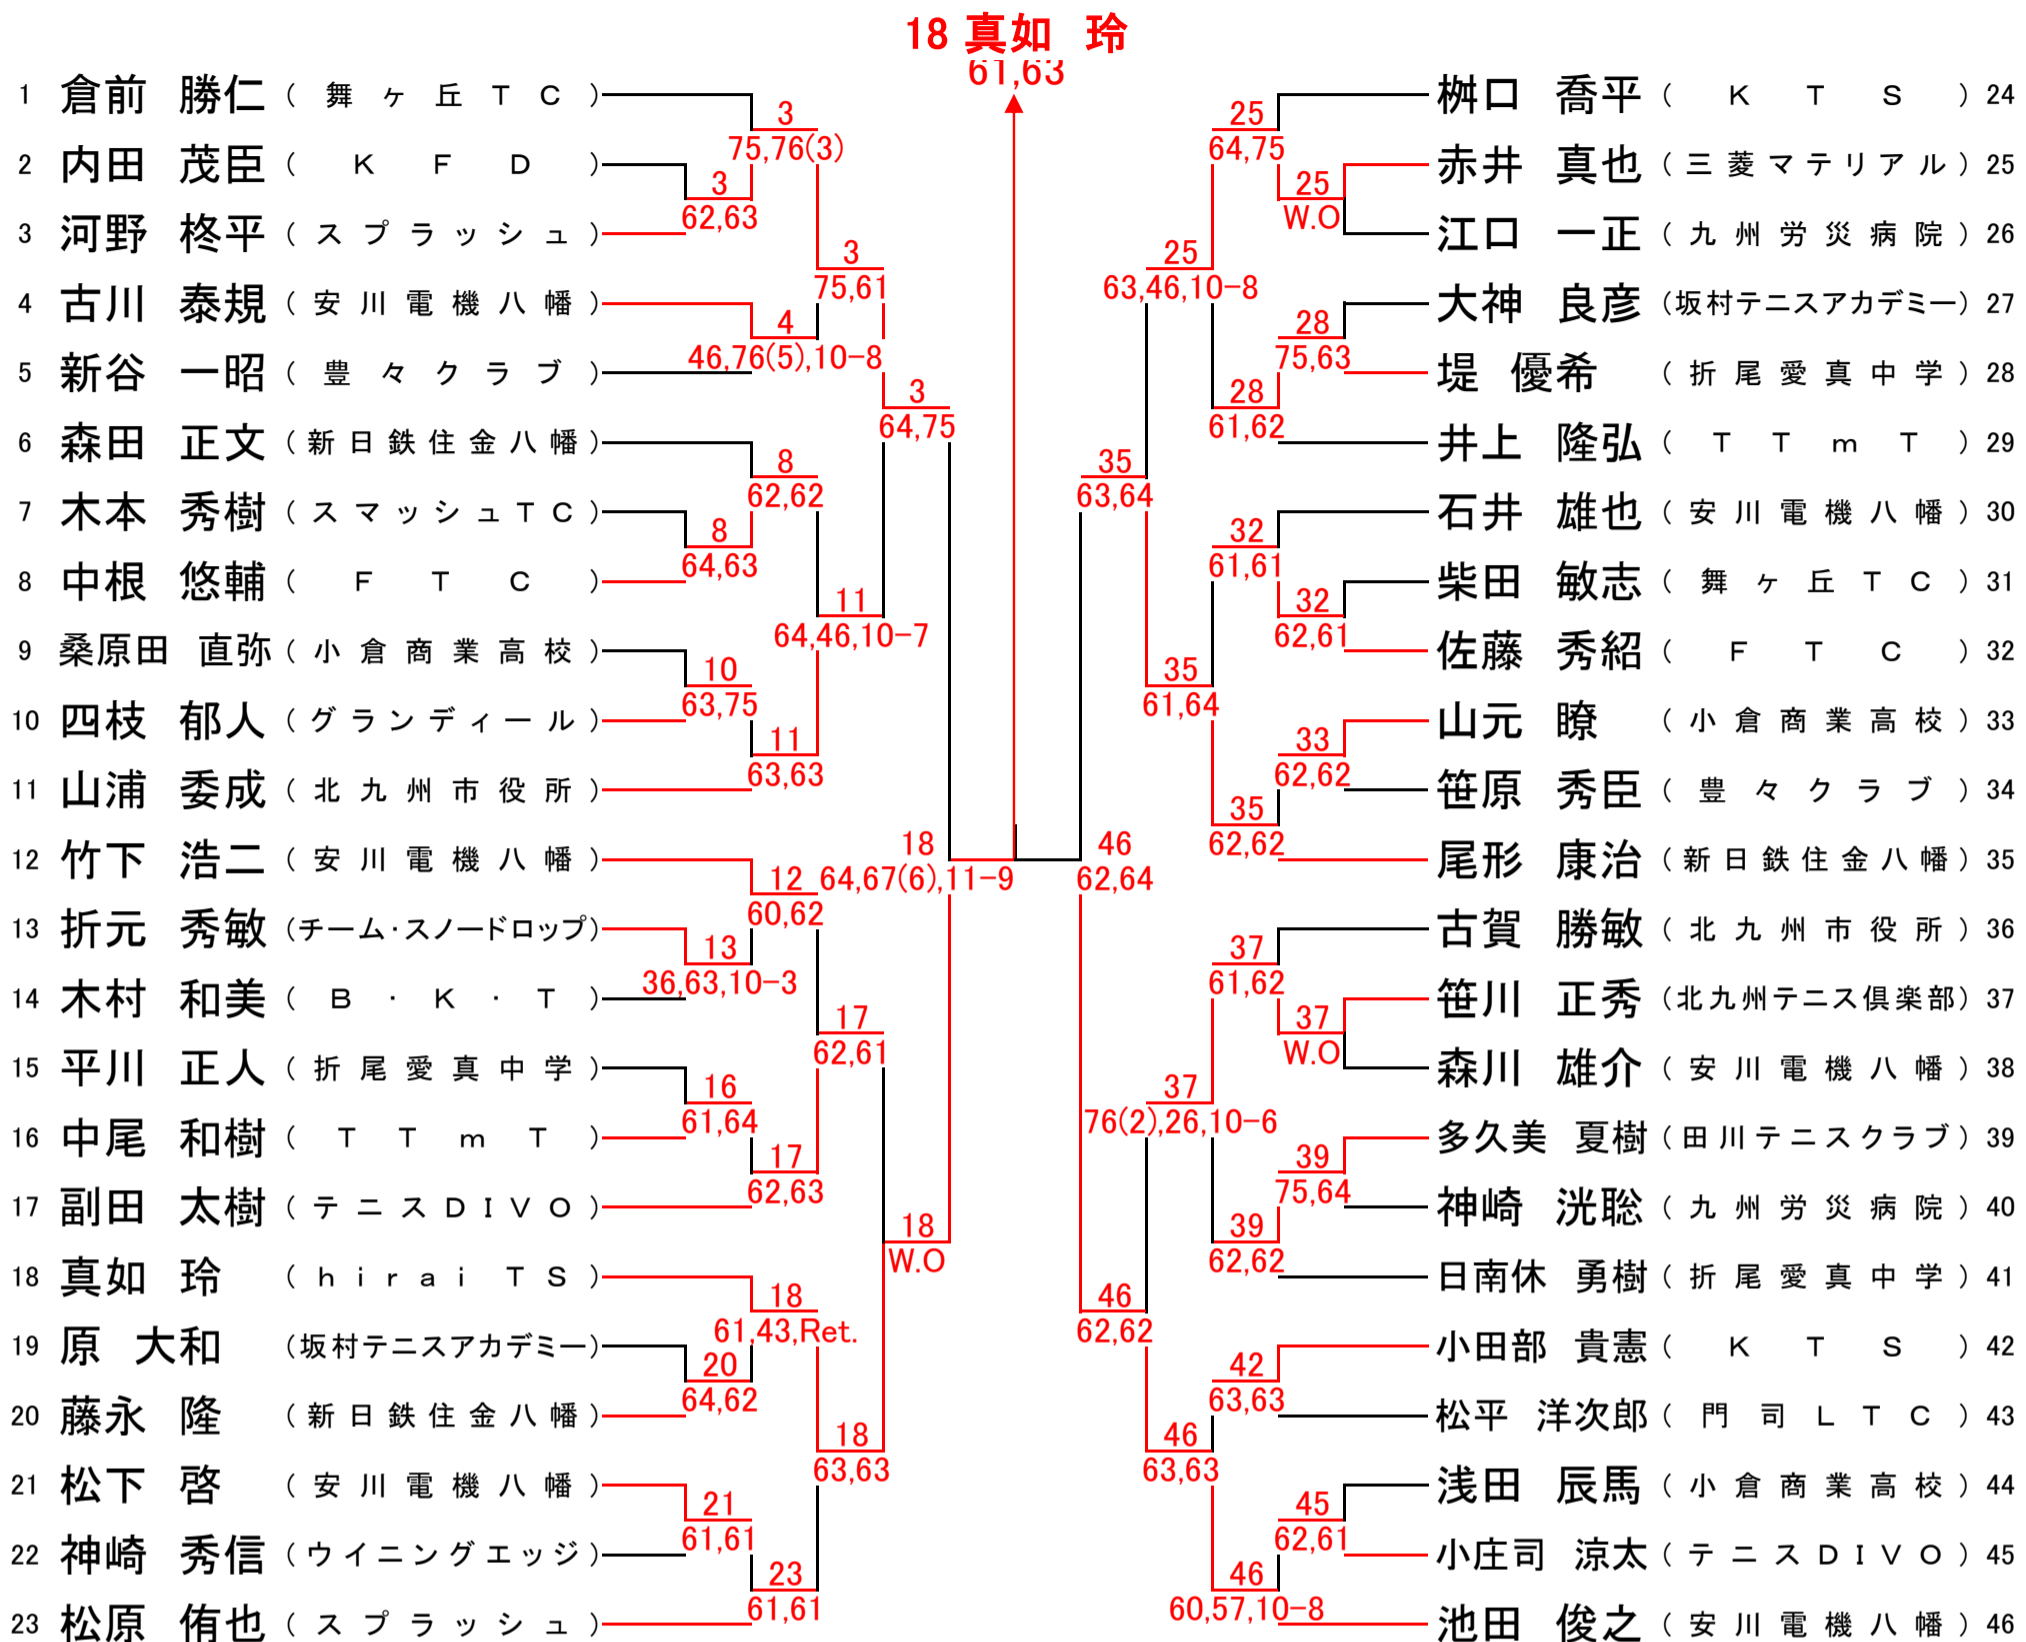 18 真如 玲
61,63
1 倉前 勝仁 ( 舞ヶ丘TC )
2 内田 茂臣 ( KFD )
3 河野 柊平 ( スプラッシュ )
4 古川 泰規 ( 安川電機八幡 )
5 新谷 一昭 ( 豊々クラブ )
6 森田 正文 ( 新日鉄住金八幡 )
7 木本 秀樹 ( スマッシュTC )
8 中根 悠輔 ( FTC )
9 桑原田 直弥 ( 小倉商業高校 )
10 四枝 郁人 ( グランディール )
11 山浦 委成 ( 北九州市役所 )
12 竹下 浩二 ( 安川電機八幡 )
13 折元 秀敏 (チーム・スノードロップ)
14 木村 和美 ( B・K・T )
15 平川 正人 ( 折尾愛真中学 )
16 中尾 和樹 ( TTmT )
17 副田 太樹 ( テニスDIVO )
18 真如 玲 ( hirai TS )
19 原 大和 (坂村テニスアカデミー)
20 藤永 隆 ( 新日鉄住金八幡 )
21 松下 啓 ( 安川電機八幡 )
22 神崎 秀信 ( ウイニングエッジ )
23 松原 侑也 ( スプラッシュ )
3
75,76(3)
3
62,63
3
75,61
4
46,76(5),10-8
3
64,75
8
62,62
8
64,63
11
64,46,10-7
10
63,75
11
63,63
18
64,67(6),11-9
12
60,62
13
36,63,10-3
17
62,61
16
61,64
17
62,63
18
W.O
18
61,43,Ret.
20
64,62
18
63,63
21
61,61
23
61,61
25
64,75
25
W.O
25
63,46,10-8
28
75,63
28
61,62
35
63,64
32
61,61
32
62,61
35
61,64
33
62,62
35
62,62
46
62,64
37
61,62
37
W.O
37
76(2),26,10-6
39
75,64
39
62,62
46
62,62
42
63,63
46
63,63
45
62,61
46
60,57,10-8
桝口 喬平 ( KTS ) 24
赤井 真也 ( 三菱マテリアル ) 25
江口 一正 ( 九州労災病院 ) 26
大神 良彦 (坂村テニスアカデミー) 27
堤 優希 ( 折尾愛真中学 ) 28
井上 隆弘 ( TTmT ) 29
石井 雄也 ( 安川電機八幡 ) 30
柴田 敏志 ( 舞ヶ丘TC ) 31
佐藤 秀紹 ( FTC ) 32
山元 瞭 ( 小倉商業高校 ) 33
笹原 秀臣 ( 豊々クラブ ) 34
尾形 康治 ( 新日鉄住金八幡 ) 35
古賀 勝敏 ( 北九州市役所 ) 36
笹川 正秀 (北九州テニス倶楽部) 37
森川 雄介 ( 安川電機八幡 ) 38
多久美 夏樹 ( 田川テニスクラブ ) 39
神崎 洸聡 ( 九州労災病院 ) 40
日南休 勇樹 ( 折尾愛真中学 ) 41
小田部 貴憲 ( KTS ) 42
松平 洋次郎 ( 門司LTC ) 43
浅田 辰馬 ( 小倉商業高校 ) 44
小庄司 涼太 ( テニスDIVO ) 45
池田 俊之 ( 安川電機八幡 ) 46